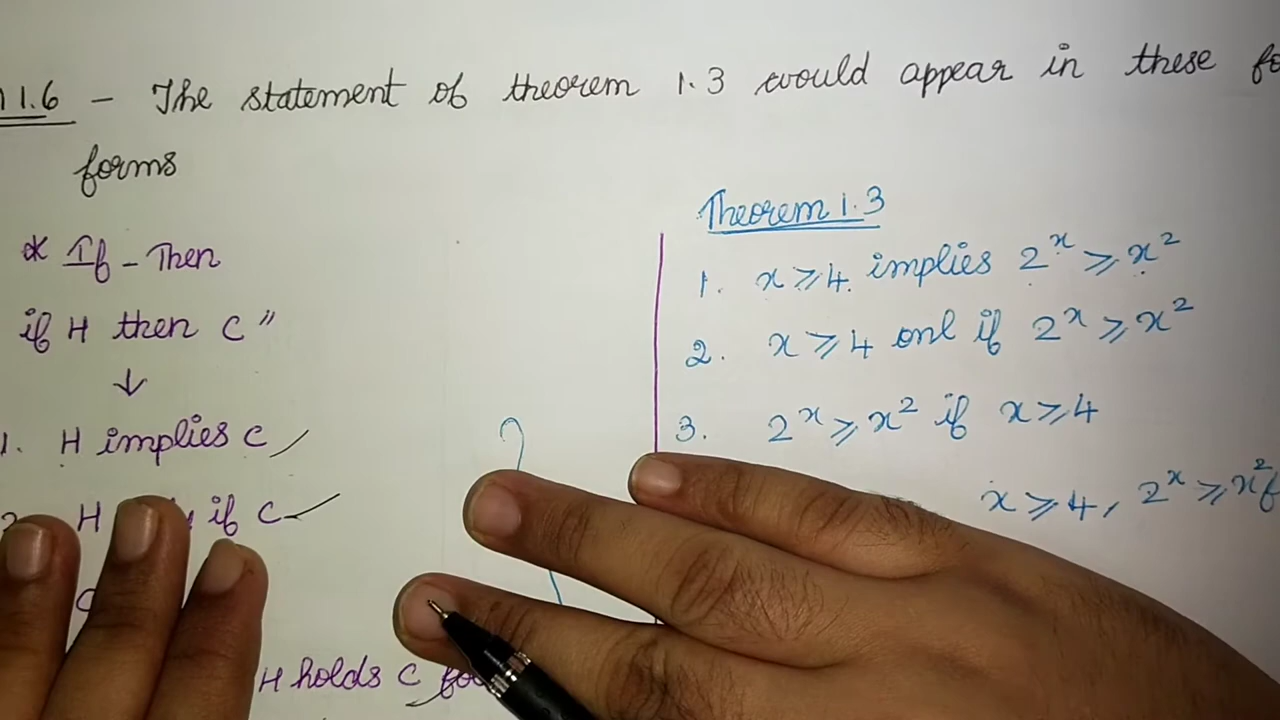 11.6 - The statement of theorem 1.3 would appear in these
forms
* If - Then
if H then C"
↓
1. H implies C
H if C
H holds C
Theorem 1.3
1. x ⩾ 4 implies 2^x ⩾ x^2
2. x ⩾ 4 onl if 2^x ⩾ x^2
3. 2^x ⩾ x^2 if x ⩾ 4
x ⩾ 4, 2^x ⩾ x^2